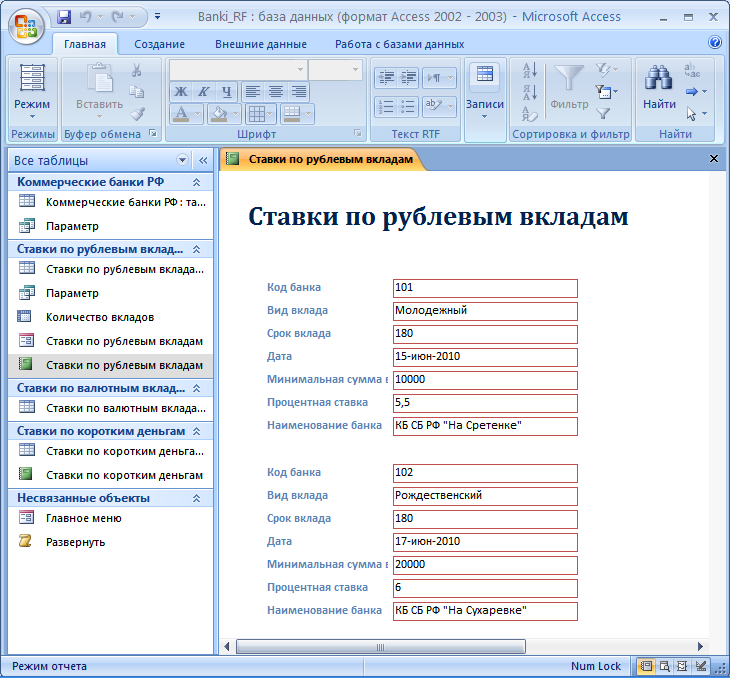 Banki_RF : база данных (формат Access 2002 - 2003) - Microsoft Access
Главная Создание Внешние данные Работа с базами данных
Режим Вставить Ж К Ч А Записи Фильтр Найти
Режимы Буфер обмена Шрифт Текст RTF Сортировка и фильтр Найти
Все таблицы
Коммерческие банки РФ
Коммерческие банки РФ : та...
Параметр
Ставки по рублевым вклад...
Ставки по рублевым вклада...
Параметр
Количество вкладов
Ставки по рублевым вкладам
Ставки по рублевым вкладам
Ставки по валютным вклад...
Ставки по валютным вклада...
Ставки по коротким деньгам
Ставки по коротким деньга...
Ставки по коротким деньгам
Несвязанные объекты
Главное меню
Развернуть
Ставки по рублевым вкладам
Ставки по рублевым вкладам
Код банка 101
Вид вклада Молодежный
Срок вклада 180
Дата 15-июн-2010
Минимальная сумма в 10000
Процентная ставка 5,5
Наименование банка КБ СБ РФ "На Сретенке"
Код банка 102
Вид вклада Рождественский
Срок вклада 180
Дата 17-июн-2010
Минимальная сумма в 20000
Процентная ставка 6
Наименование банка КБ СБ РФ "На Сухаревке"
Режим отчета Num Lock